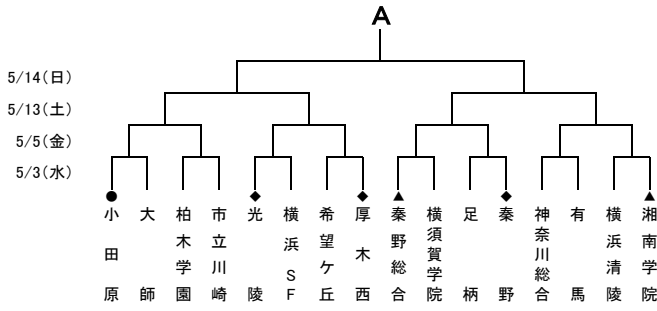 A
5/14(日)
5/13(土)
5/5(金)
5/3(水)
●小田原
大師
柏木学園
市立川崎
◆光陵
横浜SF
希望ケ丘
◆厚木西
▲秦野総合
横須賀学院
足柄
◆秦野
神奈川総合
有馬
横浜清陵
▲湘南学院